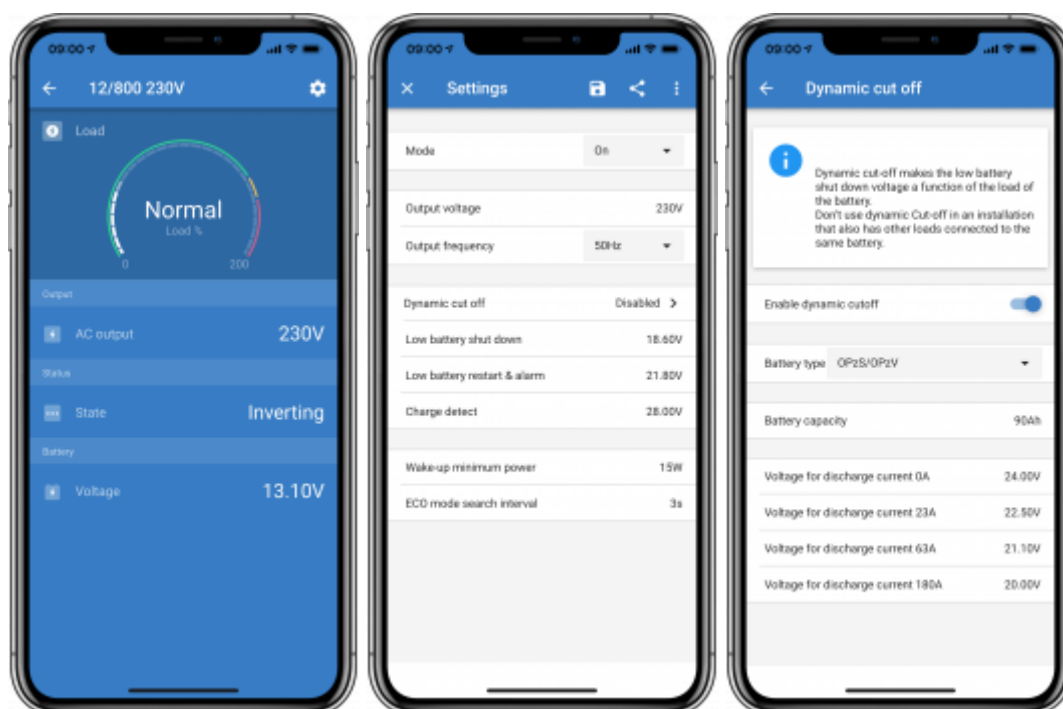 09:00
12/800 230V
Load
Normal
Load %
0
200
Output
AC output
230V
Status
State
Inverting
Battery
Voltage
13.10V
09:00
Settings
Mode
On
Output voltage
230V
Output frequency
50Hz
Dynamic cut off
Disabled
Low battery shut down
18.60V
Low battery restart & alarm
21.80V
Charge detect
28.00V
Wake-up minimum power
15W
ECO mode search interval
3s
09:00
Dynamic cut off
Dynamic cut-off makes the low battery
shut down voltage a function of the load of
the battery.
Don't use dynamic Cut-off in an installation
that also has other loads connected to the
same battery.
Enable dynamic cutoff
Battery type
OPzS/OPzV
Battery capacity
90Ah
Voltage for discharge current 0A
24.00V
Voltage for discharge current 23A
22.50V
Voltage for discharge current 63A
21.10V
Voltage for discharge current 180A
20.00V